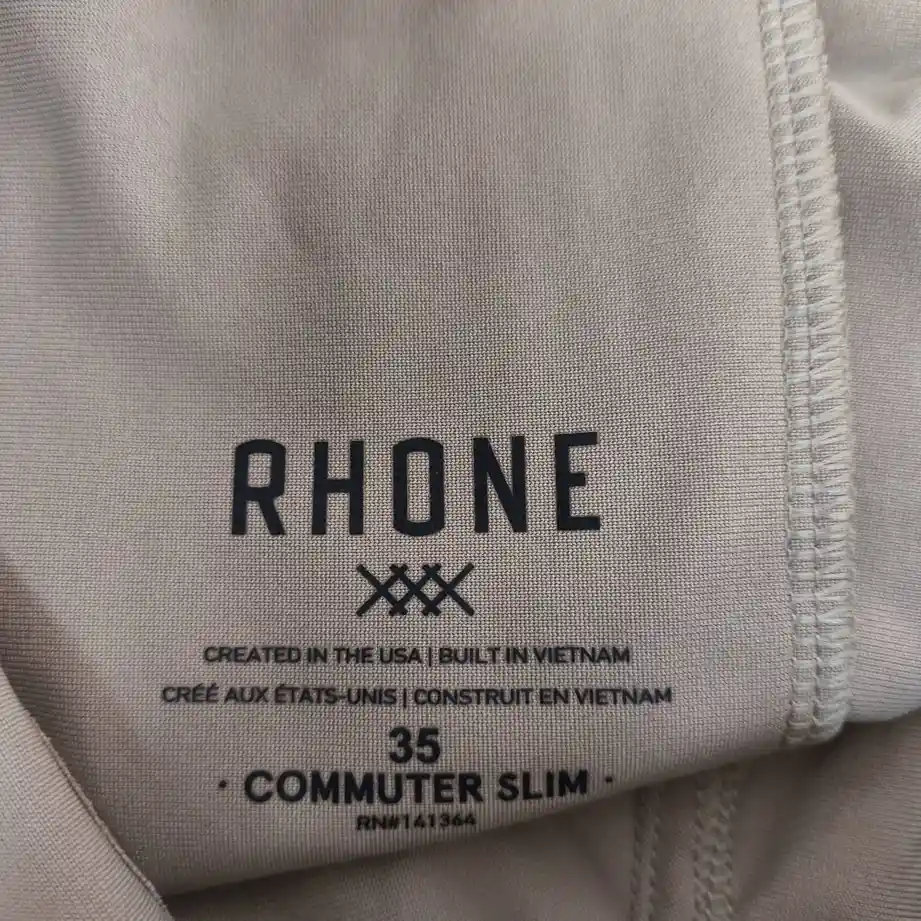 RHONE
CREATED IN THE USA | BUILT IN VIETNAM
CRÉÉ AUX ÉTATS-UNIS | CONSTRUIT EN VIETNAM
35
· COMMUTER SLIM ·
RN#141364